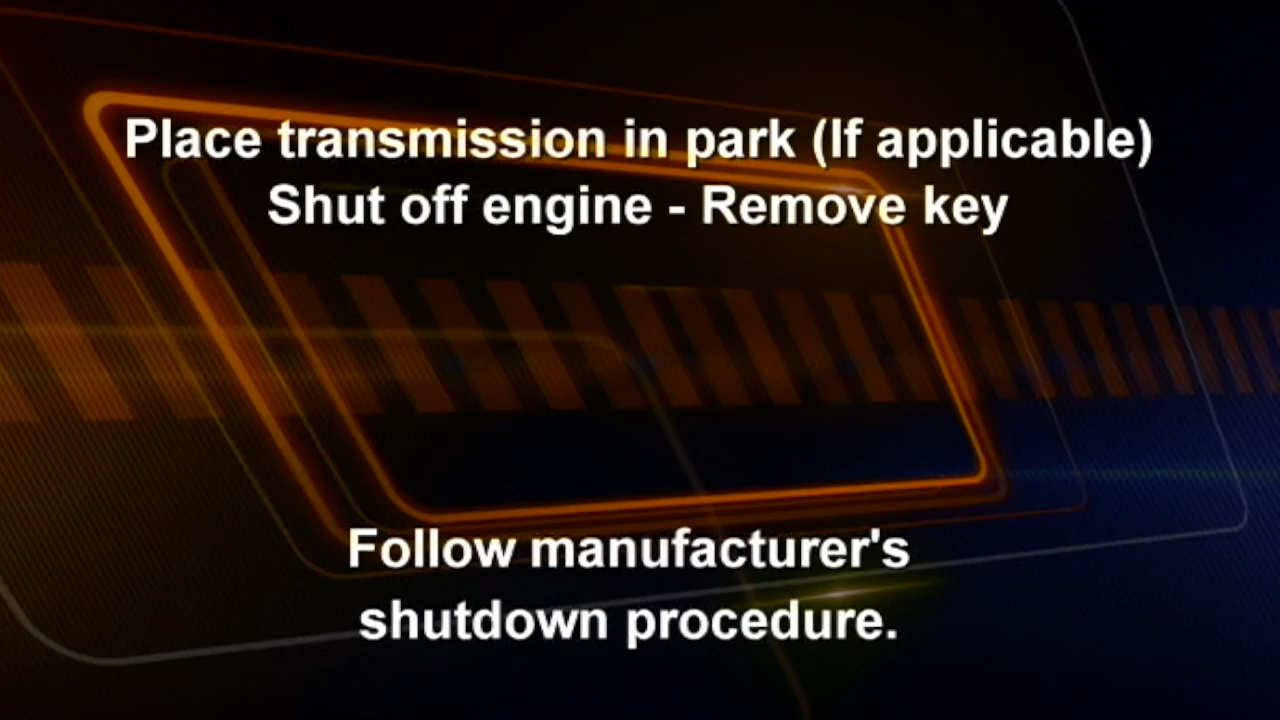 Place transmission in park (If applicable)
Shut off engine - Remove key
Follow manufacturer's
shutdown procedure.